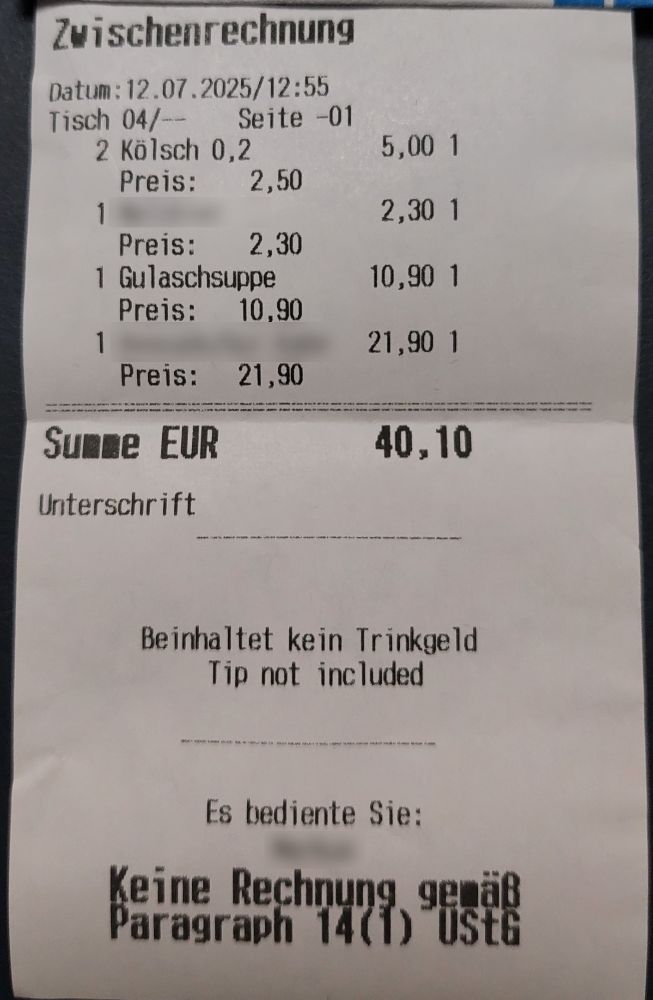 Zwischenrechnung
Datum:12.07.2025/12:55
Tisch 04/-- Seite -01
2 Kölsch 0,2 5,00 1
Preis: 2,50
1 2,30 1
Preis: 2,30
1 Gulaschsuppe 10,90 1
Preis: 10,90
1 21,90 1
Preis: 21,90
Summe EUR 40,10
Unterschrift
Beinhaltet kein Trinkgeld
Tip not included
Es bediente Sie:
Keine Rechnung gemäß
Paragraph 14(1) UStG